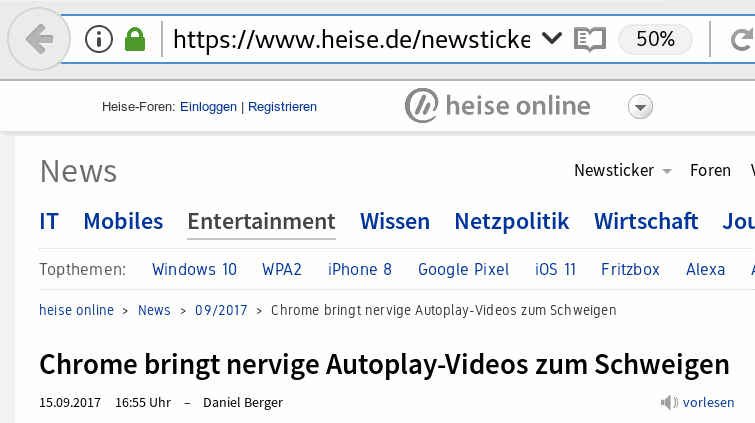 https://www.heise.de/newsticke
50%
Heise-Foren: Einloggen | Registrieren
heise online
News
Newsticker Foren V
IT Mobiles Entertainment Wissen Netzpolitik Wirtschaft Jou
Topthemen: Windows 10 WPA2 iPhone 8 Google Pixel iOS 11 Fritzbox Alexa A
heise online > News > 09/2017 > Chrome bringt nervige Autoplay-Videos zum Schweigen
Chrome bringt nervige Autoplay-Videos zum Schweigen
15.09.2017 16:55 Uhr – Daniel Berger
vorlesen